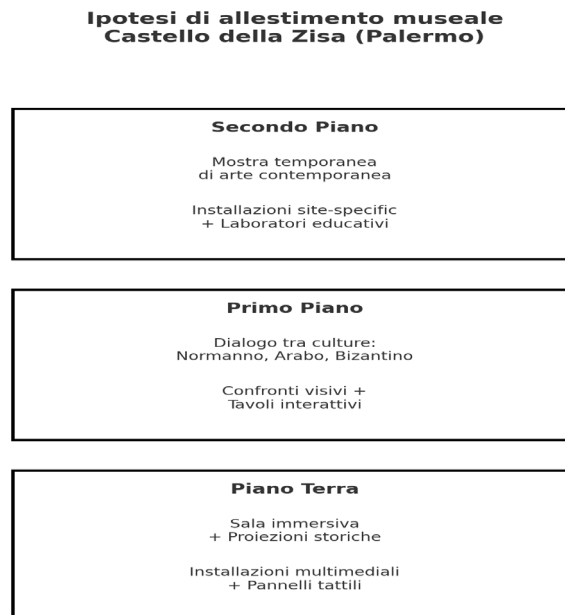 Ipotesi di allestimento museale
Castello della Zisa (Palermo)
Secondo Piano
Mostra temporanea
di arte contemporanea
Installazioni site-specific
+ Laboratori educativi
Primo Piano
Dialogo tra culture:
Normanno, Arabo, Bizantino
Confronti visivi +
Tavoli interattivi
Piano Terra
Sala immersiva
+ Proiezioni storiche
Installazioni multimediali
+ Pannelli tattili